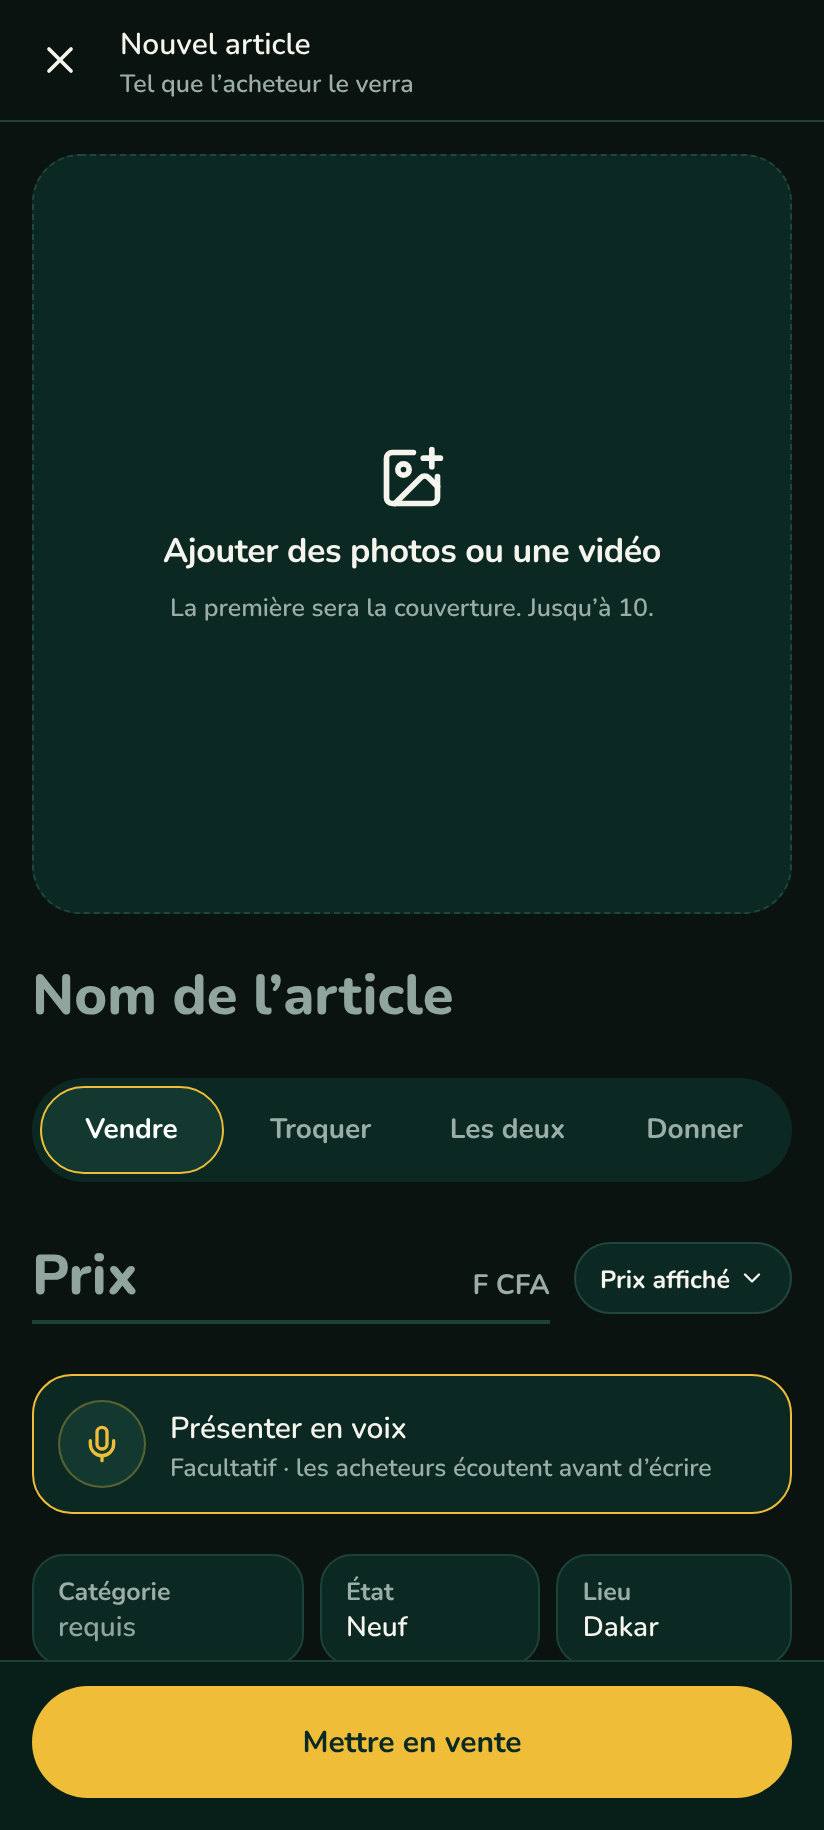 Nouvel article
Tel que l’acheteur le verra
Ajouter des photos ou une vidéo
La première sera la couverture. Jusqu’à 10.
Nom de l’article
Vendre Troquer Les deux Donner
Prix F CFA Prix affiché
Présenter en voix
Facultatif · les acheteurs écoutent avant d’écrire
Catégorie État Lieu
requis Neuf Dakar
Mettre en vente